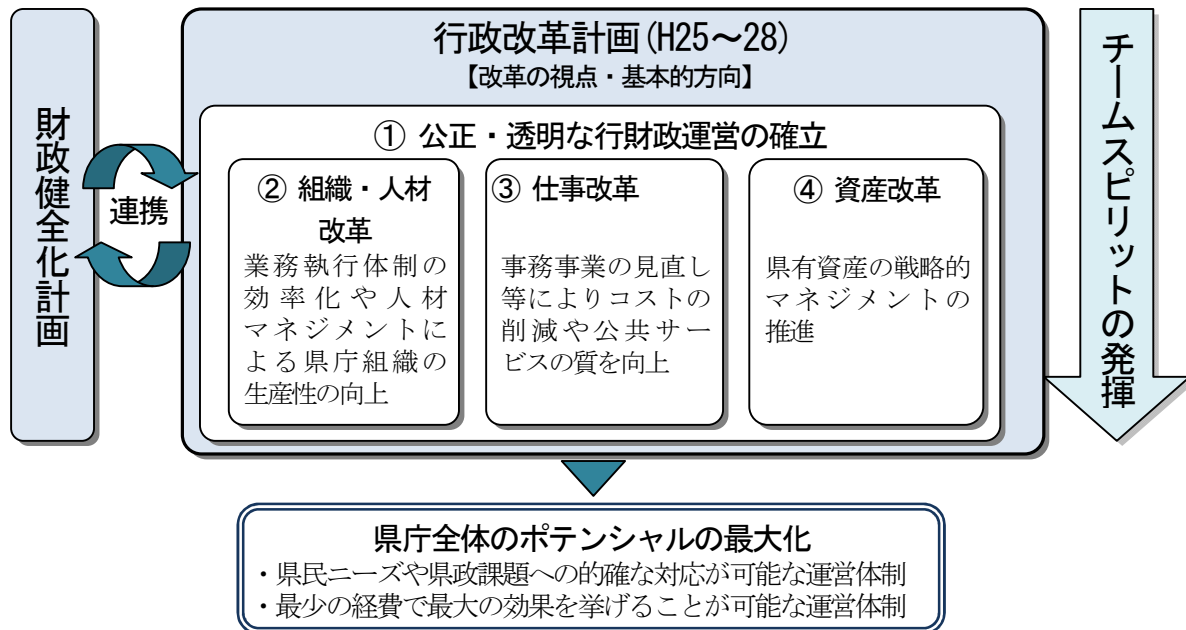 財政健全化計画
連携
行政改革計画(H25～28)
【改革の視点・基本的方向】
① 公正・透明な行財政運営の確立
② 組織・人材
改革
業務執行体制の
効率化や人材
マネジメントに
よる県庁組織の
生産性の向上
③ 仕事改革
事務事業の見直し
等によりコストの
削減や公共サー
ビスの質を向上
④ 資産改革
県有資産の戦略的
マネジメントの
推進
チームスピリットの発揮
県庁全体のポテンシャルの最大化
・県民ニーズや県政課題への的確な対応が可能な運営体制
・最少の経費で最大の効果を挙げることが可能な運営体制